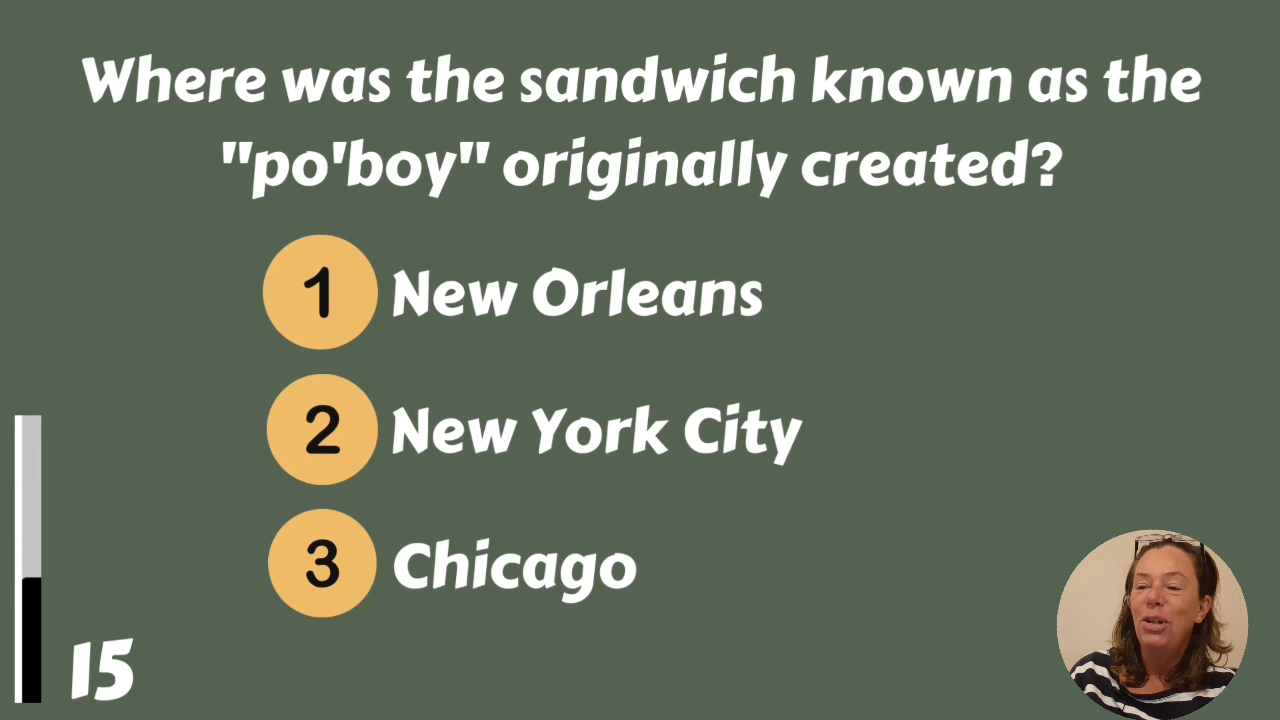 Where was the sandwich known as the
"po'boy" originally created?
1 New Orleans
2 New York City
3 Chicago
15